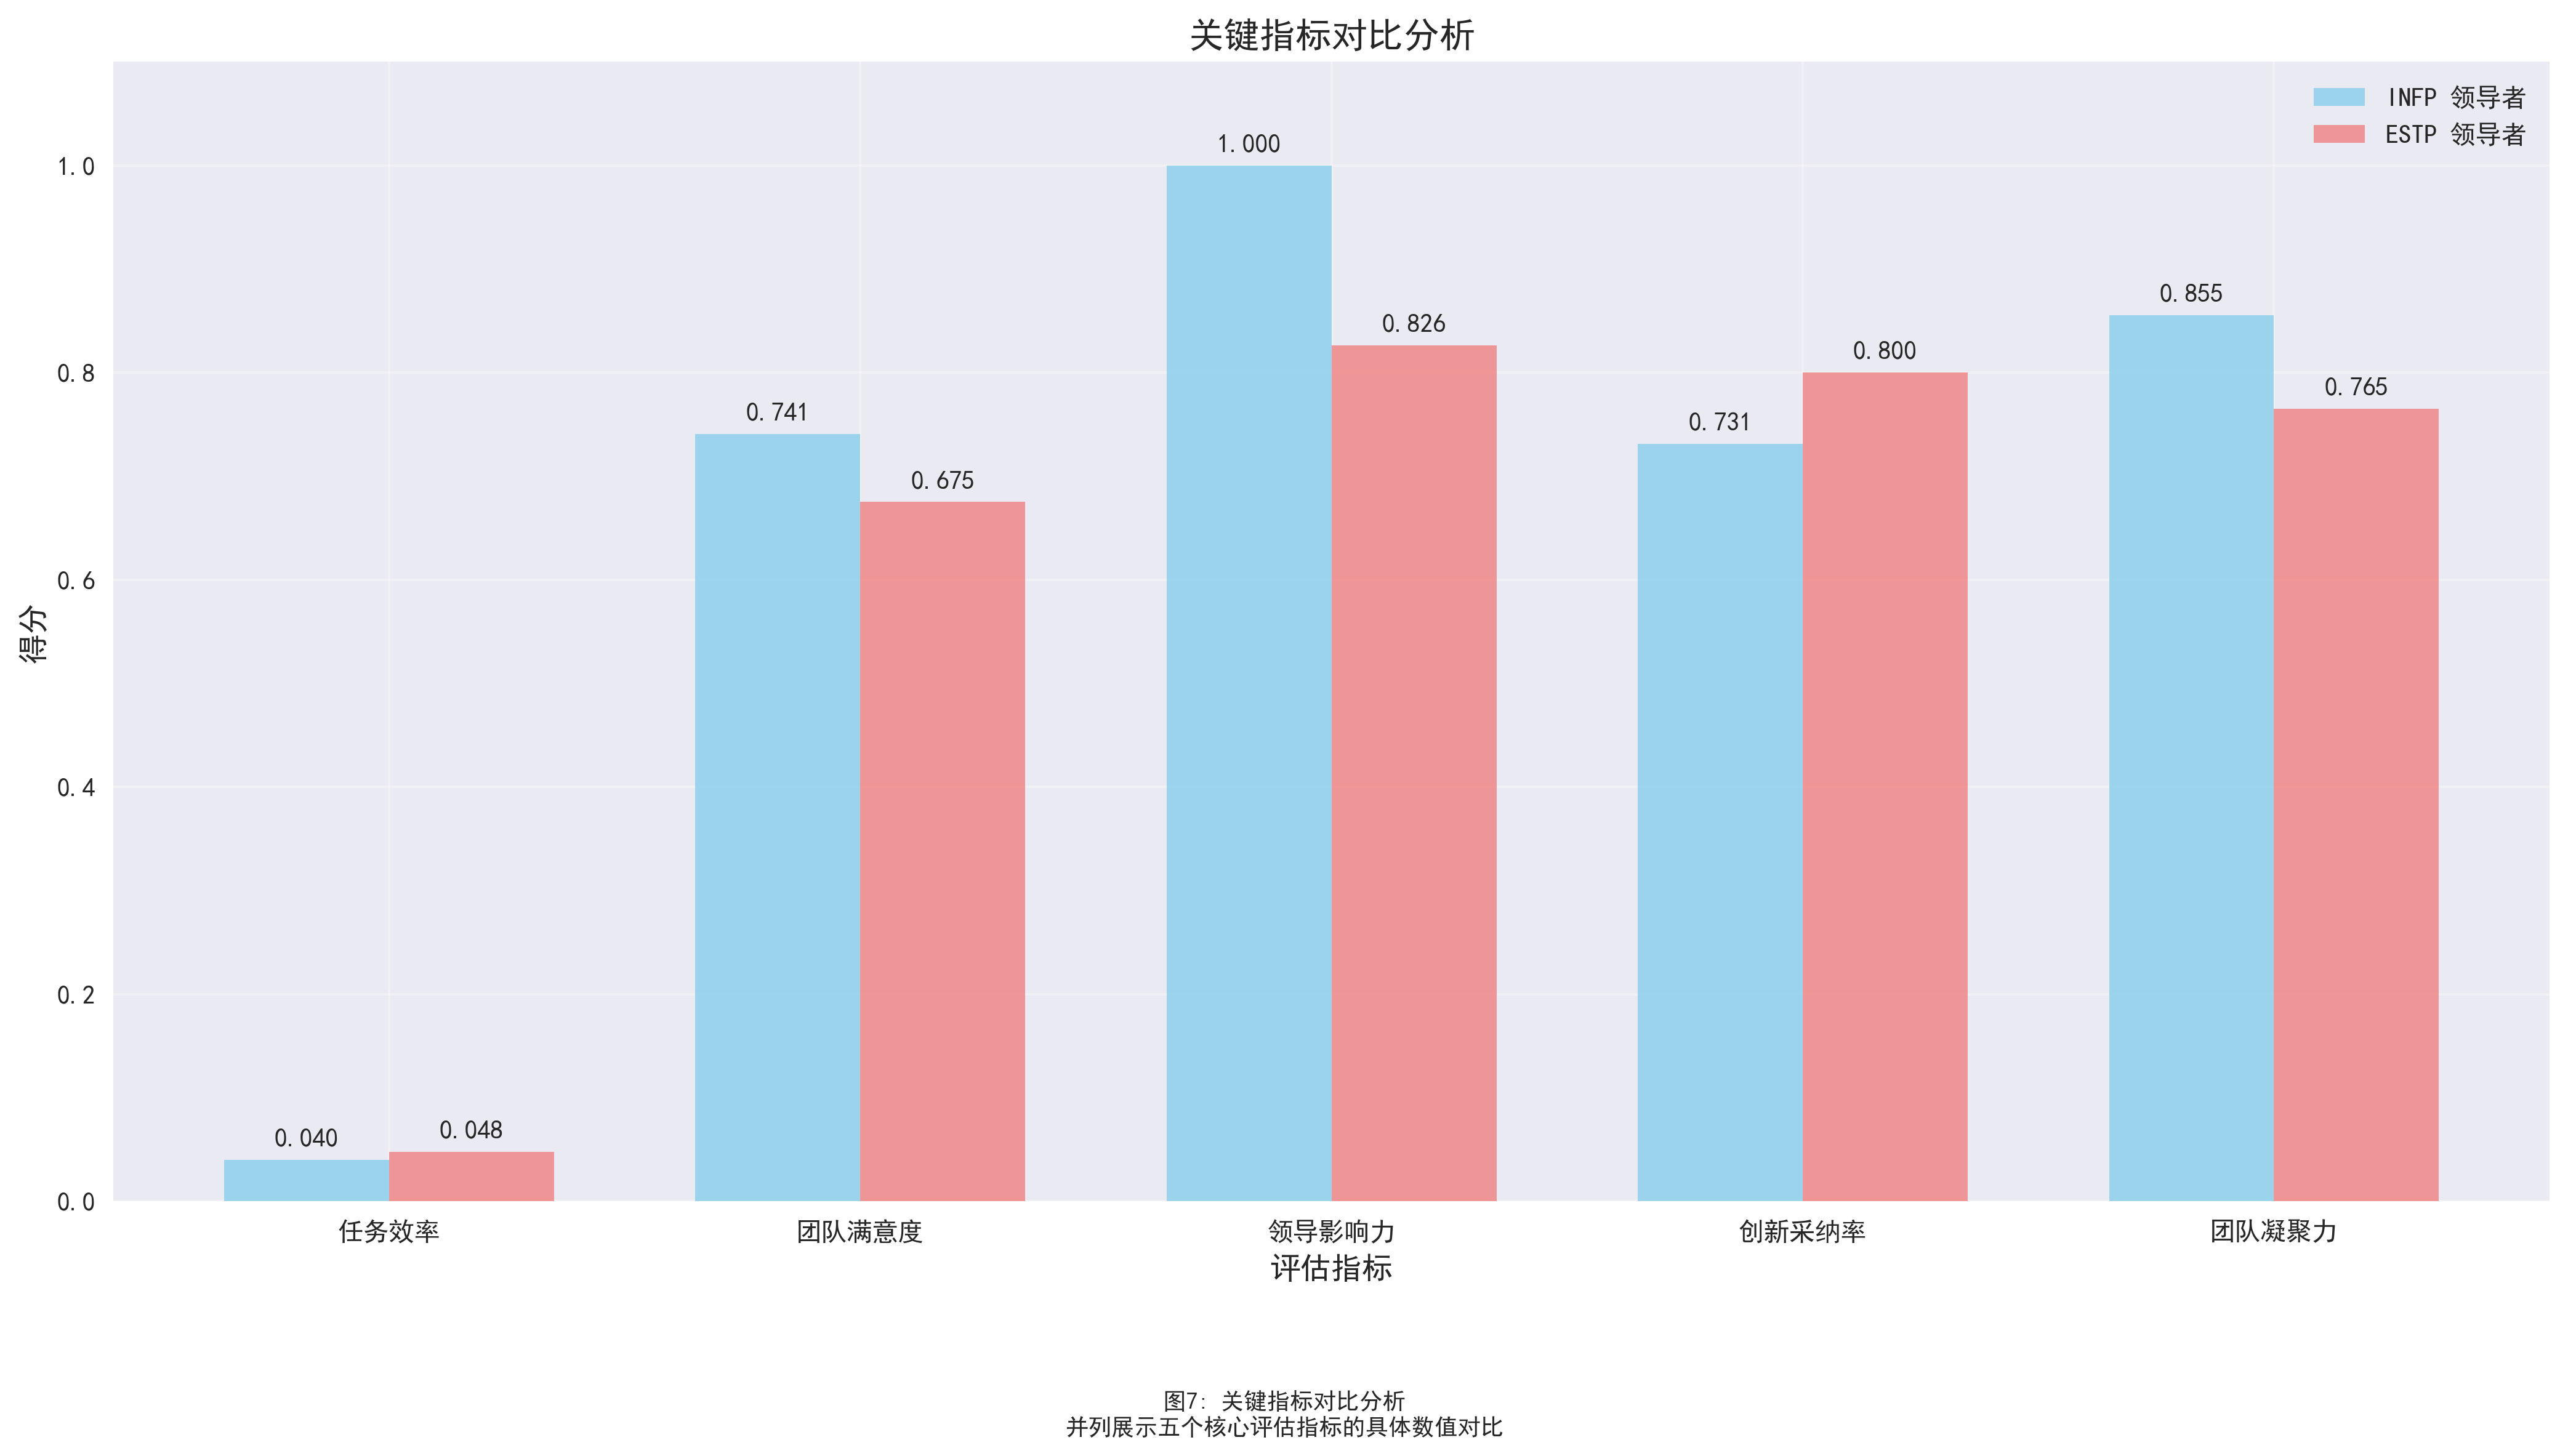 关键指标对比分析
INFP 领导者
ESTP 领导者
得分
1.0
0.8
0.6
0.4
0.2
0.0
0.040
0.048
0.741
0.675
1.000
0.826
0.731
0.800
0.855
0.765
任务效率
团队满意度
领导影响力
创新采纳率
团队凝聚力
评估指标
图7: 关键指标对比分析
并列展示五个核心评估指标的具体数值对比